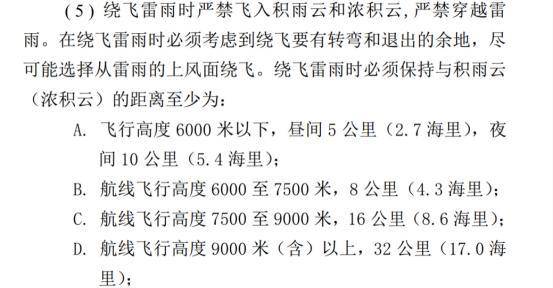 （5）绕飞雷雨时严禁飞入积雨云和浓积云,严禁穿越雷
雨。在绕飞雷雨时必须考虑到绕飞要有转弯和退出的余地，尽
可能选择从雷雨的上风面绕飞。绕飞雷雨时必须保持与积雨云
（浓积云）的距离至少为：
A. 飞行高度 6000 米以下，昼间 5 公里（2.7 海里），夜
间 10 公里（5.4 海里）；
B. 航线飞行高度 6000 至 7500 米，8 公里（4.3 海里）；
C. 航线飞行高度 7500 至 9000 米，16 公里（8.6 海里）；
D. 航线飞行高度 9000 米（含）以上，32 公里（17.0 海
里）；